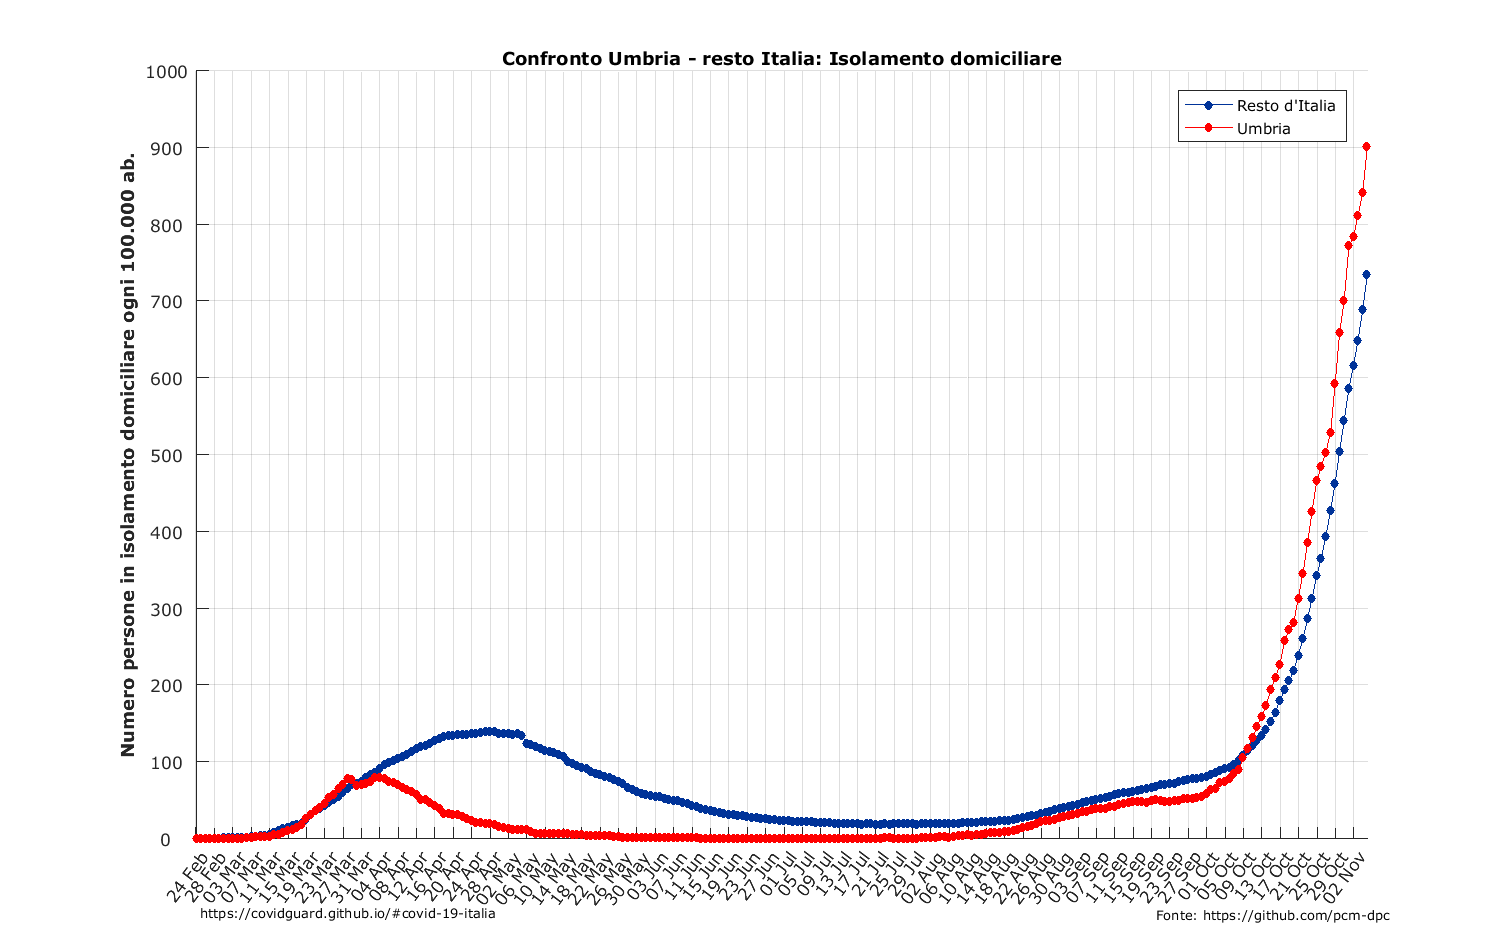 Confronto Umbria - resto Italia: Isolamento domiciliare
Numero persone in isolamento domiciliare ogni 100.000 ab.
1000
900
800
700
600
500
400
300
200
100
0
Resto d'Italia
Umbria
24 Feb
28 Feb
03 Mar
07 Mar
11 Mar
15 Mar
19 Mar
23 Mar
27 Mar
31 Mar
04 Apr
08 Apr
12 Apr
16 Apr
20 Apr
24 Apr
28 Apr
02 May
06 May
10 May
14 May
18 May
22 May
26 May
30 May
03 Jun
07 Jun
11 Jun
15 Jun
19 Jun
23 Jun
27 Jun
01 Jul
05 Jul
09 Jul
13 Jul
17 Jul
21 Jul
25 Jul
29 Jul
02 Aug
06 Aug
10 Aug
14 Aug
18 Aug
22 Aug
26 Aug
30 Aug
03 Sep
07 Sep
11 Sep
15 Sep
19 Sep
23 Sep
27 Sep
01 Oct
05 Oct
09 Oct
13 Oct
17 Oct
21 Oct
25 Oct
29 Oct
02 Nov
https://covidguard.github.io/#covid-19-italia
Fonte: https://github.com/pcm-dpc